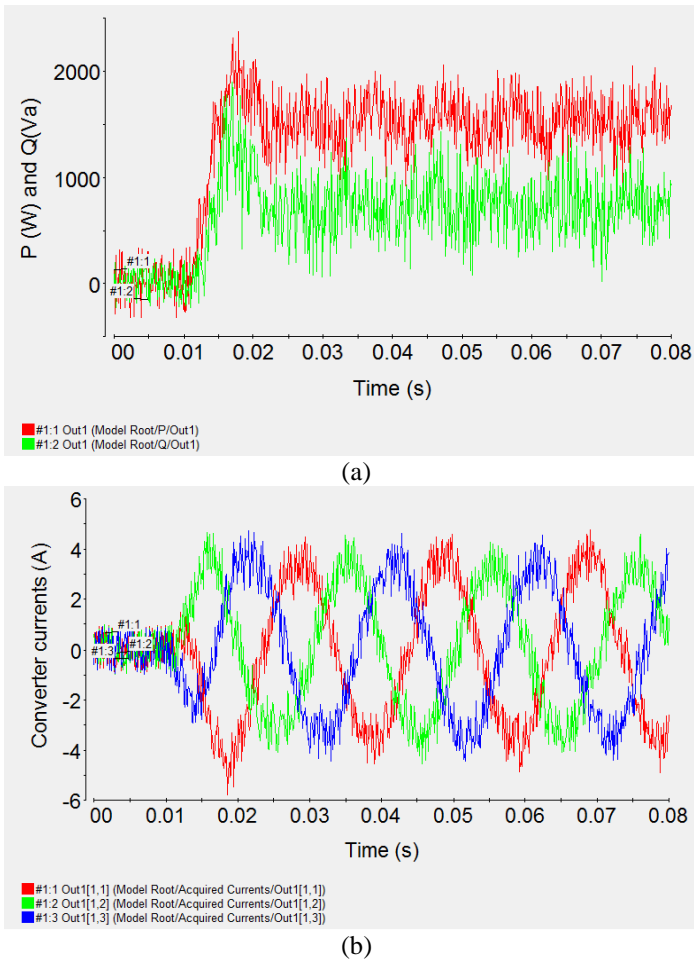 P (W) and Q(Va)
2000
1000
0
#1:1
#1:2
00 0.01 0.02 0.03 0.04 0.05 0.06 0.07 0.08
Time (s)
#1:1 Out1 (Model Root/P/Out1)
#1:2 Out1 (Model Root/Q/Out1)
(a)
Converter currents (A)
6
4
2
0
-2
-4
-6
#1:1
#1:2
#1:3
00 0.01 0.02 0.03 0.04 0.05 0.06 0.07 0.08
Time (s)
#1:1 Out1[1,1] (Model Root/Acquired Currents/Out1[1,1])
#1:2 Out1[1,2] (Model Root/Acquired Currents/Out1[1,2])
#1:3 Out1[1,3] (Model Root/Acquired Currents/Out1[1,3])
(b)